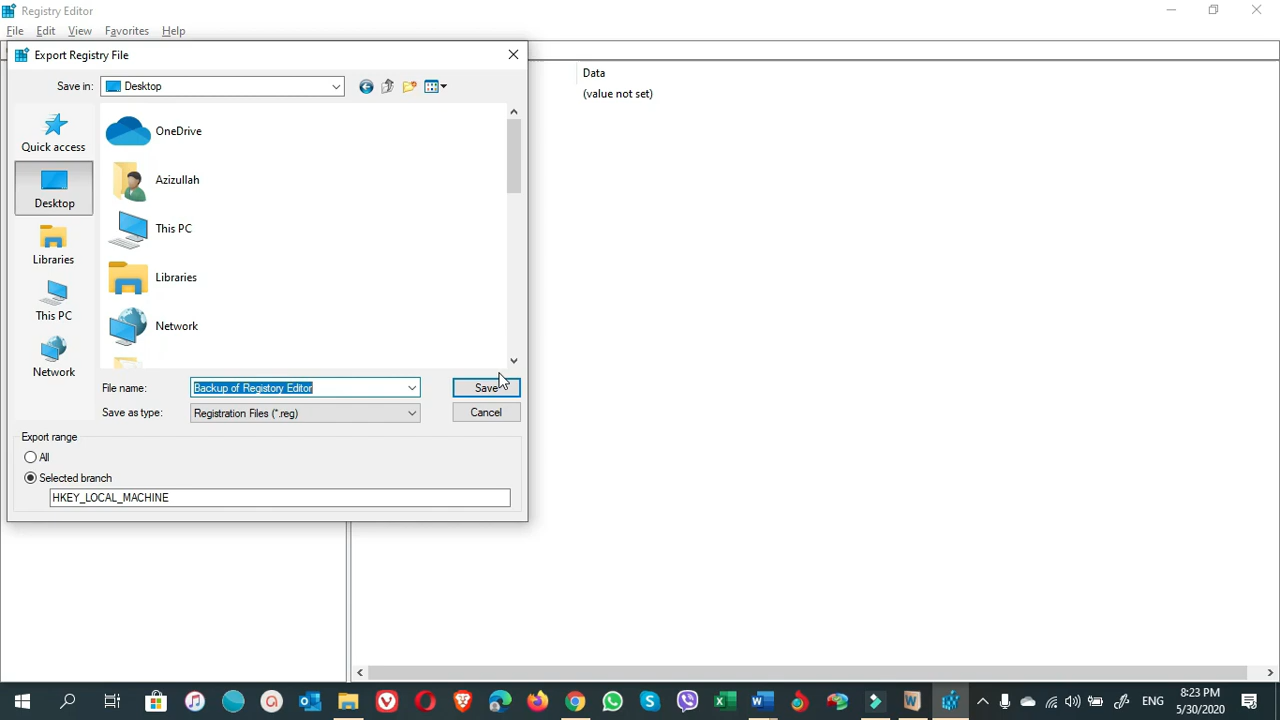 Registry Editor
File Edit View Favorites Help
Export Registry File
Save in: Desktop
Data
(value not set)
Quick access
Desktop
Libraries
This PC
Network
OneDrive
Azizullah
This PC
Libraries
Network
File name: Backup of Registory Editor Save
Save as type: Registration Files (*.reg) Cancel
Export range
All
Selected branch
HKEY_LOCAL_MACHINE
ENG
8:23 PM
5/30/2020